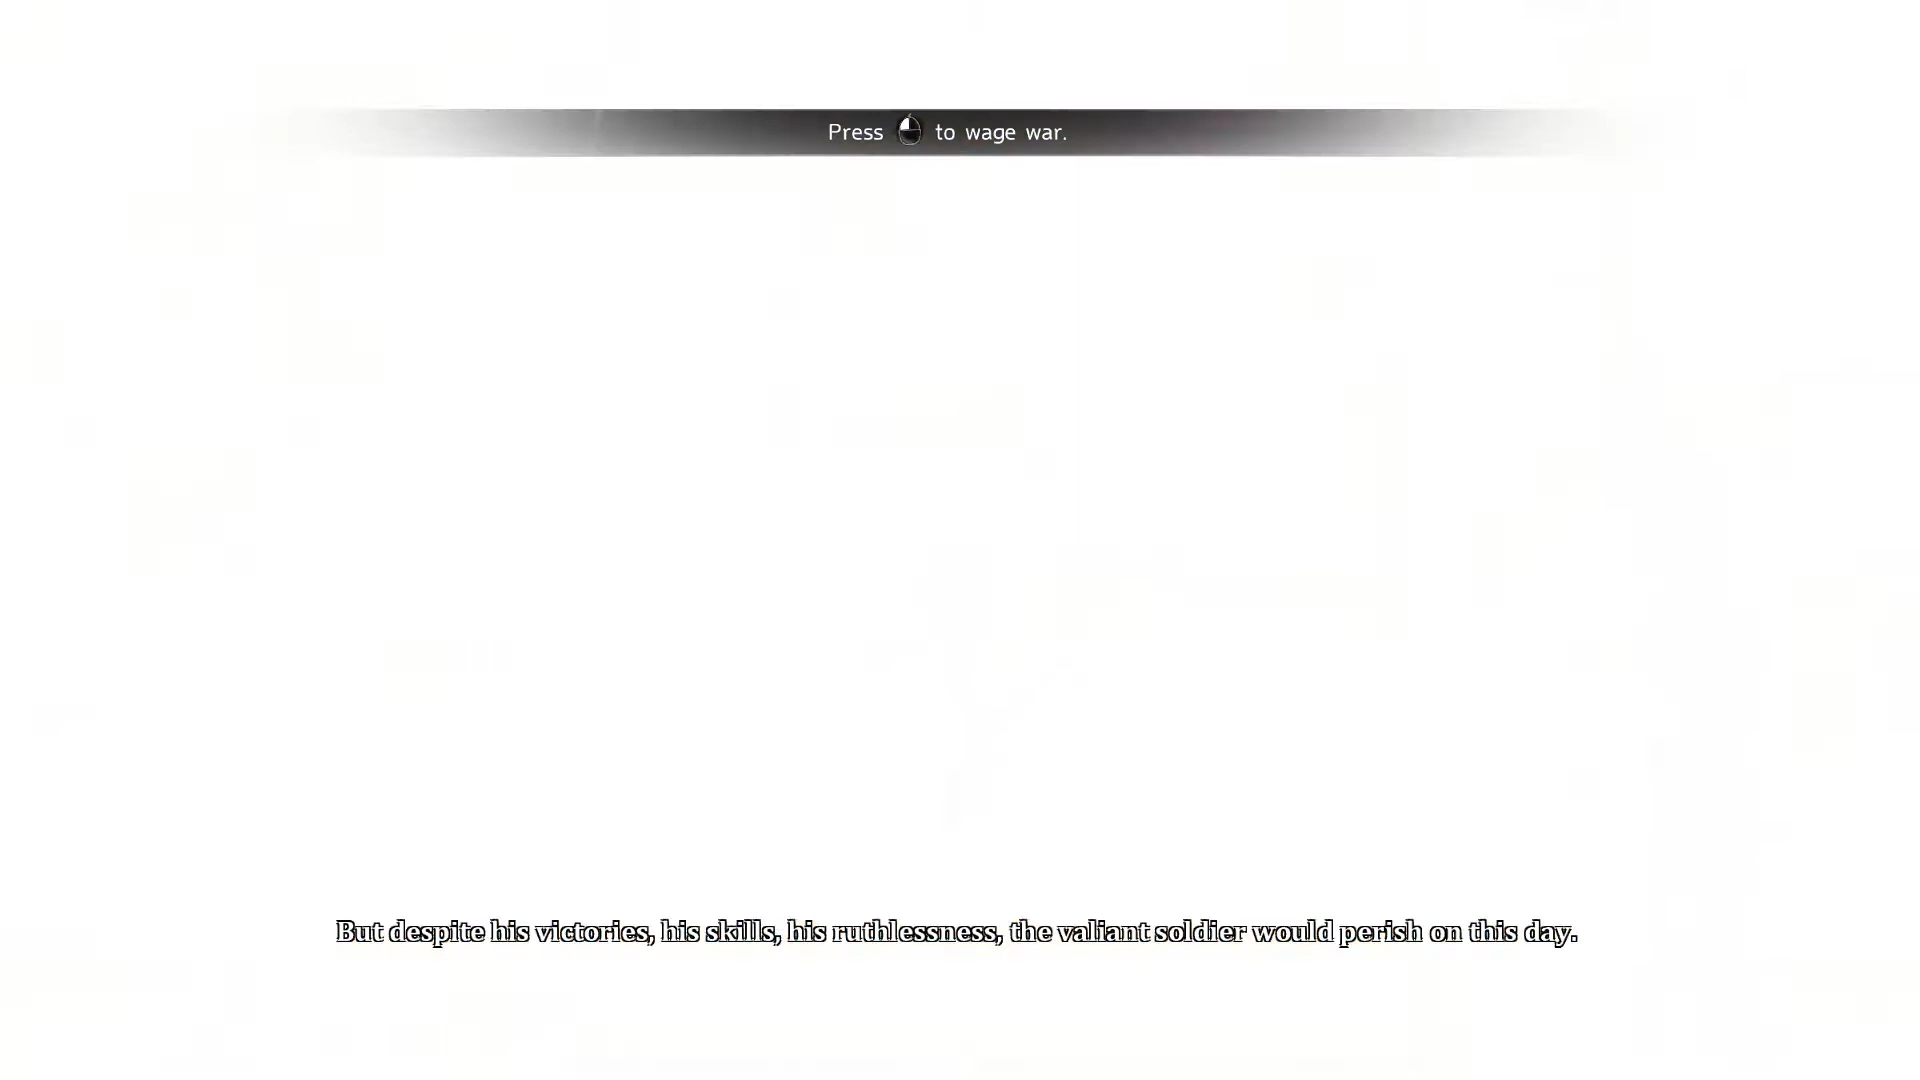 Press to wage war.
But despite his victories, his skills, his ruthlessness, the valiant soldier would perish on this day.